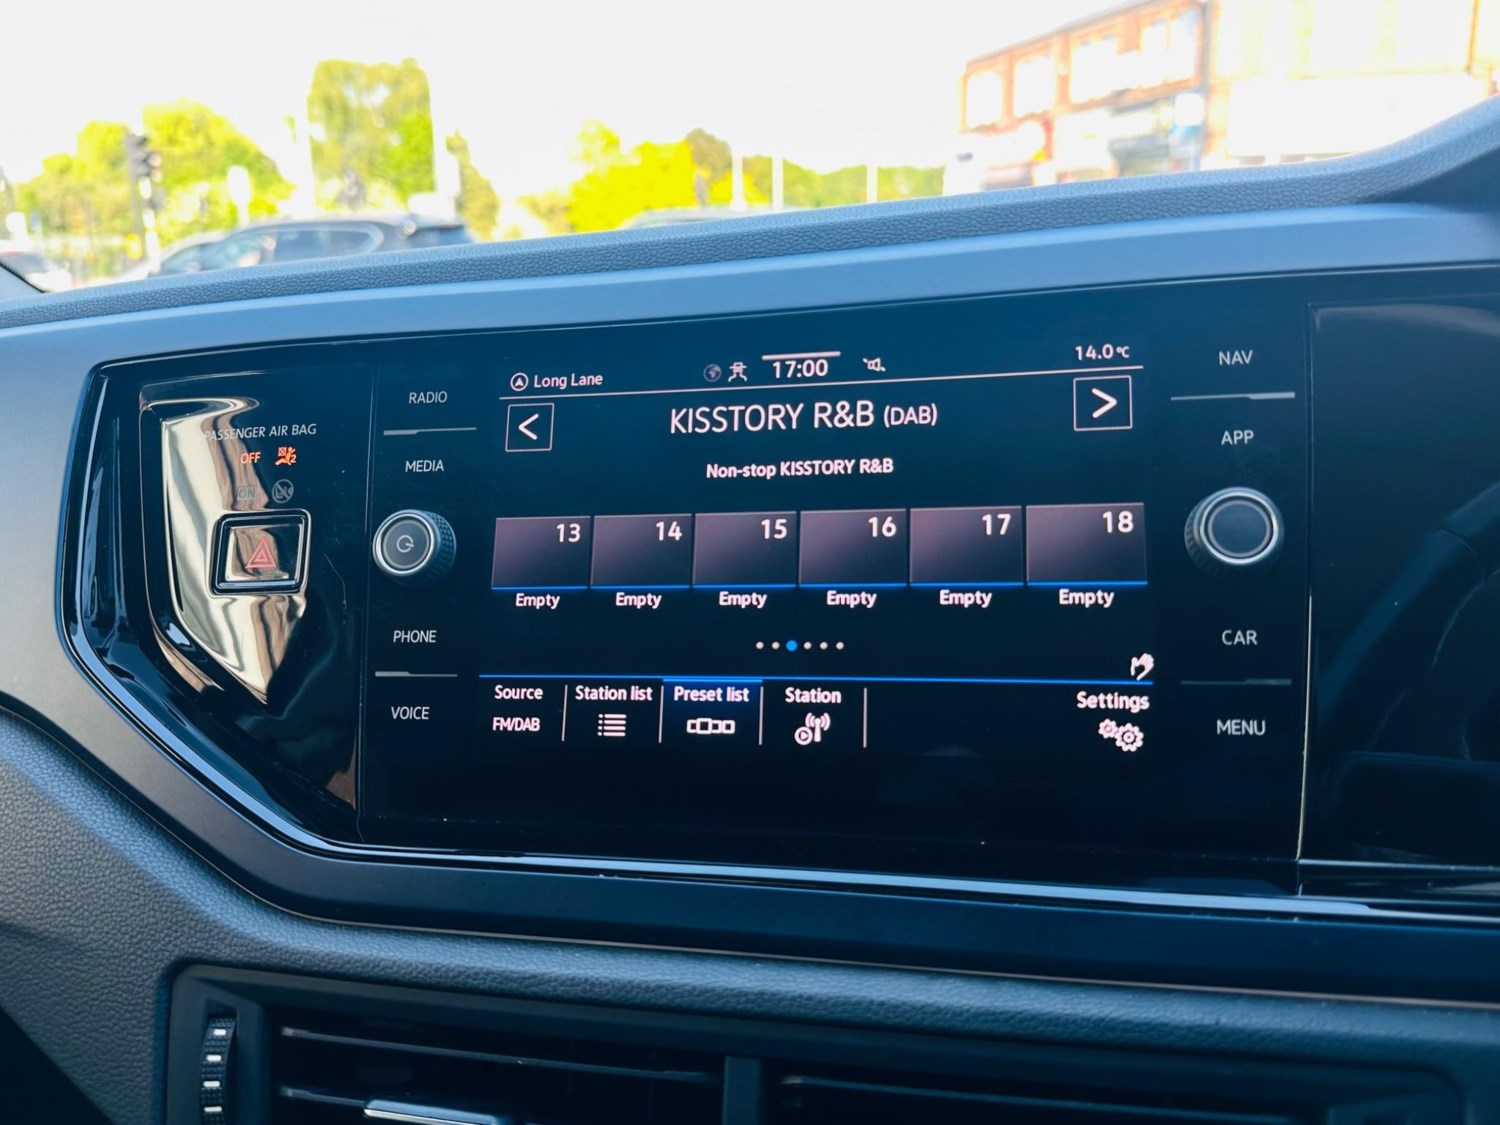 PASSENGER AIR BAG
OFF
ON
RADIO
MEDIA
PHONE
VOICE
Long Lane
17:00
14.0°C
<
KISSTORY R&B (DAB)
>
Non-stop KISSTORY R&B
13 14 15 16 17 18
Empty Empty Empty Empty Empty Empty
Source Station list Preset list Station Settings
FM/DAB
NAV
APP
CAR
MENU